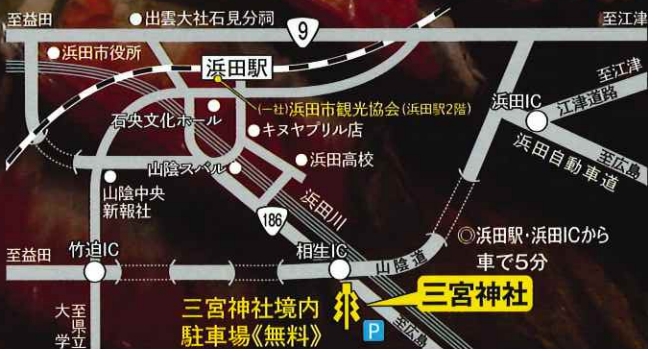 至益田
出雲大社石見分祠
9
至江津
浜田市役所
浜田駅
至江津
江津道路
(一社)浜田市観光協会(浜田駅2階)
浜田IC
石央文化ホール
キヌヤプリル店
浜田自動車道
至広島
浜田高校
山陰スバル
山陰中央
新報社
浜田川
186
◎浜田駅・浜田ICから
車で5分
至益田
竹迫IC
相生IC
山陰道
三宮神社
三宮神社境内
駐車場《無料》
P
至広島
至県立
大学